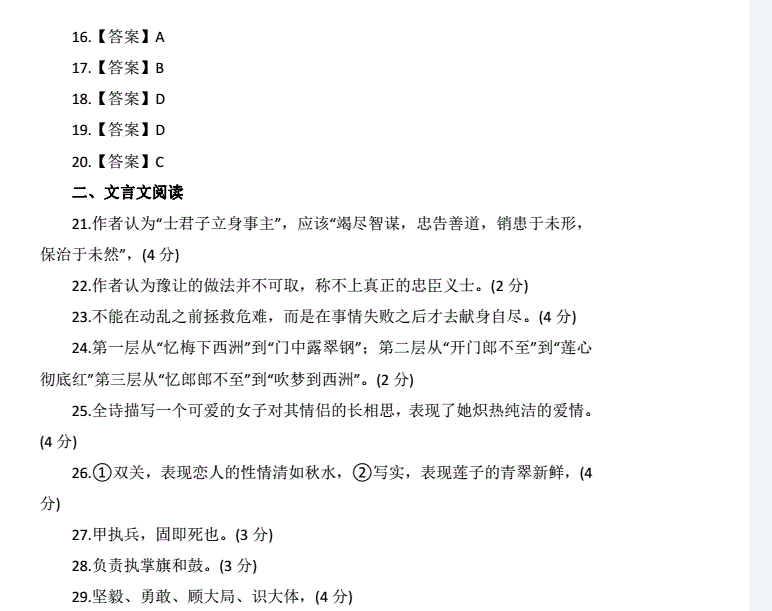 16.【答案】A
17.【答案】B
18.【答案】D
19.【答案】D
20.【答案】C
二、文言文阅读
21.作者认为“士君子立身事主”，应该“竭尽智谋，忠告善道，销患于未形，
保治于未然”，(4 分)
22.作者认为豫让的做法并不可取，称不上真正的忠臣义士。(2 分)
23.不能在动乱之前拯救危难，而是在事情失败之后才去献身自尽。(4 分)
24.第一层从“忆梅下西洲”到“门中露翠钢”；第二层从“开门郎不至”到“莲心
彻底红”第三层从“忆郎郎不至”到“吹梦到西洲”。(2 分)
25.全诗描写一个可爱的女子对其情侣的长相思，表现了她炽热纯洁的爱情。
(4 分)
26.①双关，表现恋人的性情清如秋水，②写实，表现莲子的青翠新鲜，(4
分)
27.甲执兵，固即死也。(3 分)
28.负责执掌旗和鼓。(3 分)
29.坚毅、勇敢、顾大局、识大体，(4 分)